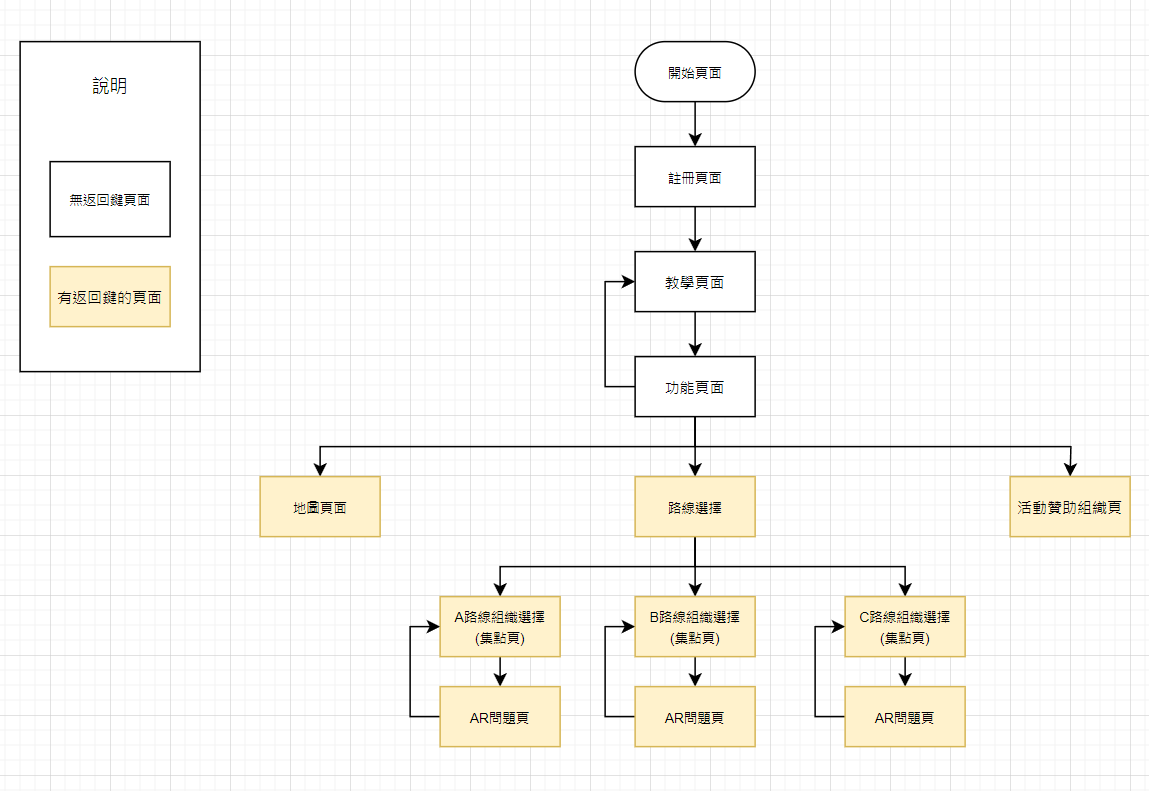 說明
無返回鍵頁面
有返回鍵的頁面
開始頁面
註冊頁面
教學頁面
功能頁面
地圖頁面
路線選擇
活動贊助組織頁
A路線組織選擇
(集點頁)
B路線組織選擇
(集點頁)
C路線組織選擇
(集點頁)
AR問題頁
AR問題頁
AR問題頁